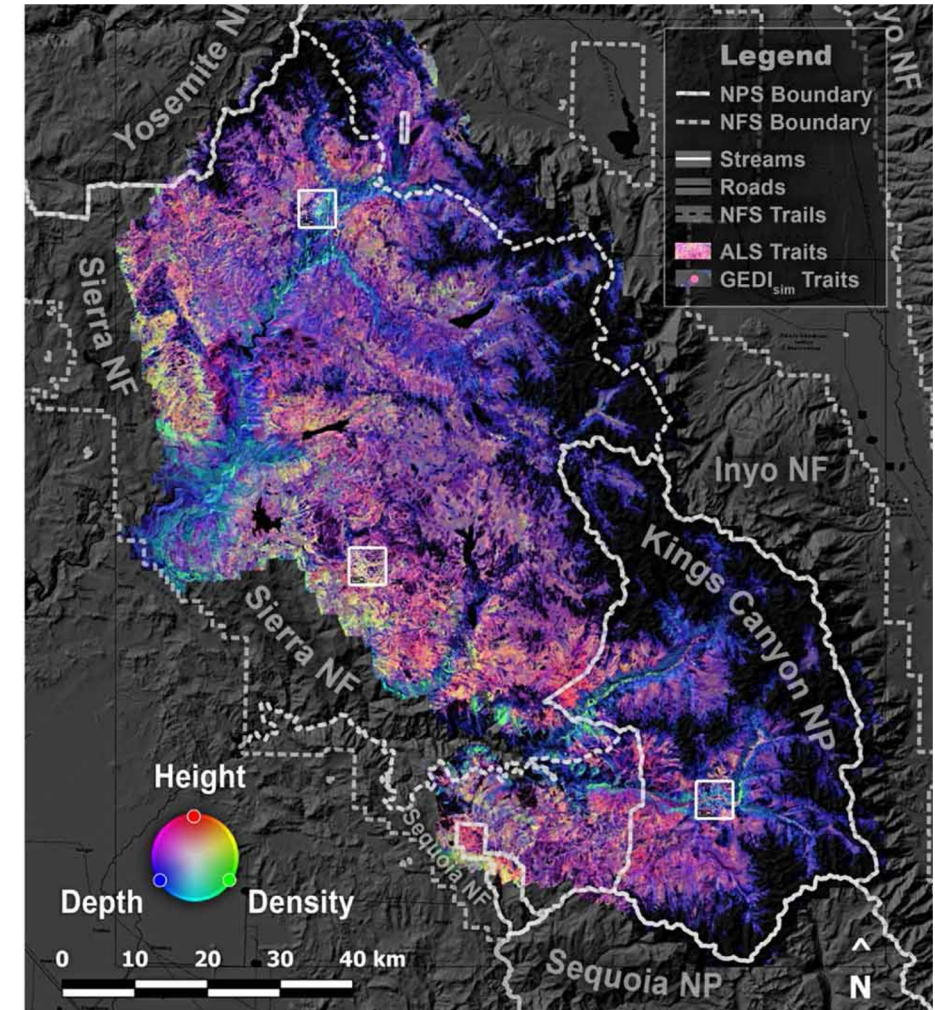 Yosemite N
yo NF
Legend
NPS Boundary
NFS Boundary
Streams
Roads
NFS Trails
ALS Traits
GEDIsim Traits
Sierra NF
Inyo NF
Kings Canyon NP
Sierra NF
Height
Depth
Density
Sequoia NF
0 10 20 30 40 km
Sequoia NP
^
N